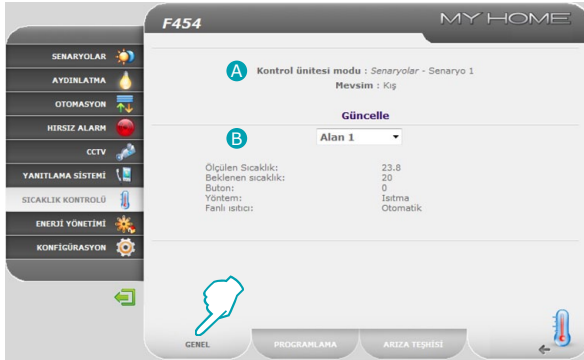 F454
MY HOME
SENARYOLAR
AYDINLATMA
OTOMASYON
HIRSIZ ALARM
CCTV
YANITLAMA SİSTEMİ
SICAKLIK KONTROLÜ
ENERJİ YÖNETİMİ
KONFİGÜRASYON
A
Kontrol ünitesi modu : Senaryolar - Senaryo 1
Mevsim : Kış
Güncelle
B
Alan 1
Ölçülen Sıcaklık: 23.8
Beklenen sıcaklık: 20
Buton: 0
Yöntem: Isıtma
Fanlı ısıtıcı: Otomatik
GENEL
PROGRAMLAMA
ARIZA TEŞHİSİ